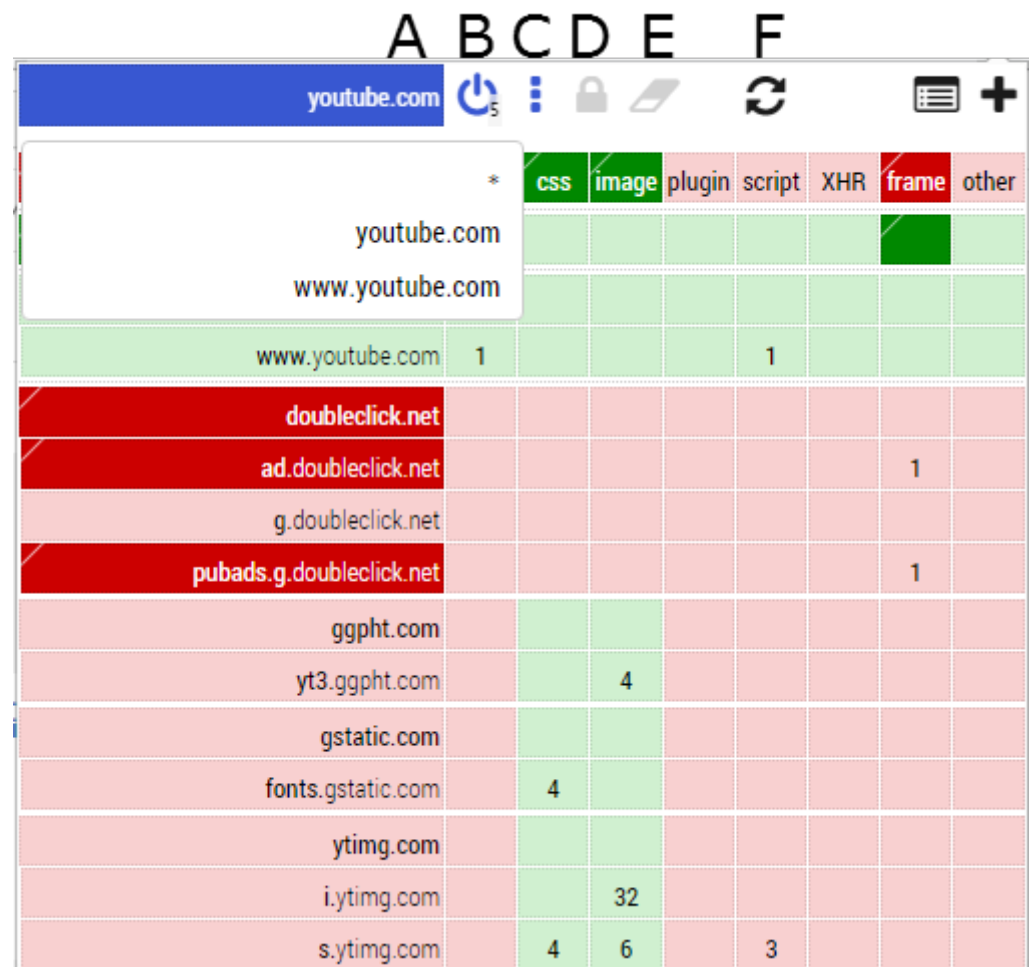 A B C D E F
youtube.com 5
*
css image plugin script XHR frame other
youtube.com
www.youtube.com
www.youtube.com 1 1
doubleclick.net
ad.doubleclick.net 1
g.doubleclick.net
pubads.g.doubleclick.net 1
ggpht.com
yt3.ggpht.com 4
gstatic.com
fonts.gstatic.com 4
ytimg.com
i.ytimg.com 32
s.ytimg.com 4 6 3